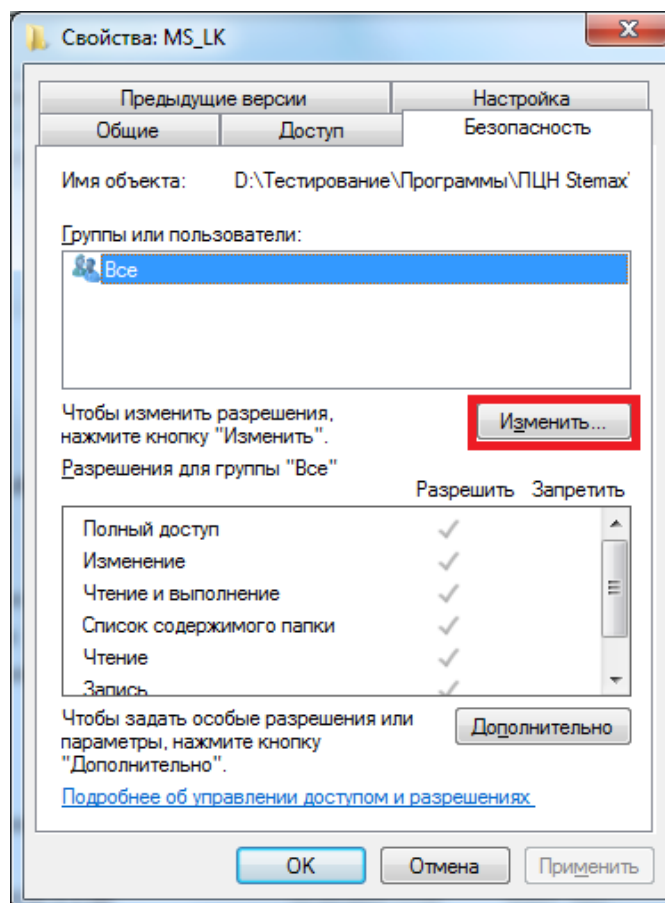 Свойства: MS_LK
Предыдущие версии
Настройка
Общие
Доступ
Безопасность
Имя объекта: D:\Тестирование\Программы\ПЦН Stemax\
Группы или пользователи:
Все
Чтобы изменить разрешения,
нажмите кнопку "Изменить".
Изменить...
Разрешения для группы "Все"
Разрешить Запретить
Полный доступ
Изменение
Чтение и выполнение
Список содержимого папки
Чтение
Запись
Чтобы задать особые разрешения или
параметры, нажмите кнопку
"Дополнительно".
Дополнительно
Подробнее об управлении доступом и разрешениях
ОК
Отмена
Применить